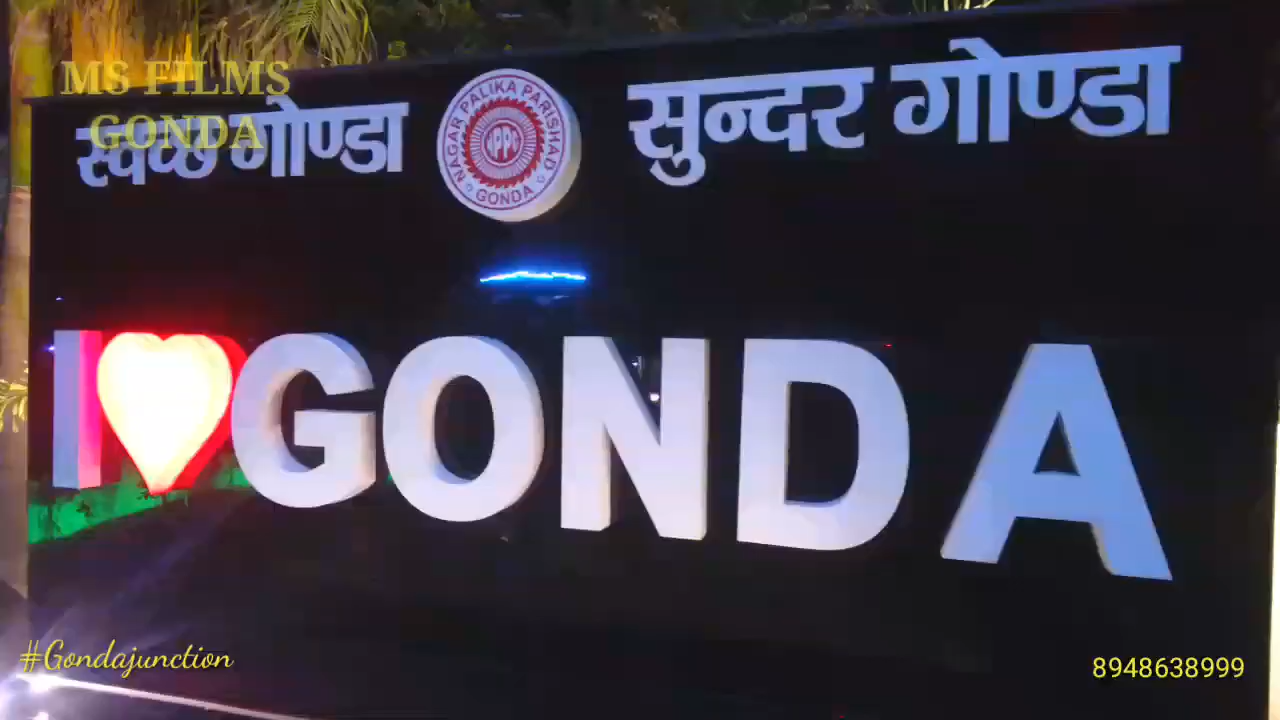 MS FILMS
GONDA
स्वच्छ गोण्डा
NAGAR PALIKA PARISHAD
NPPG
GONDA
सुन्दर गोण्डा
I ❤ GONDA
#Gondajunction
8948638999